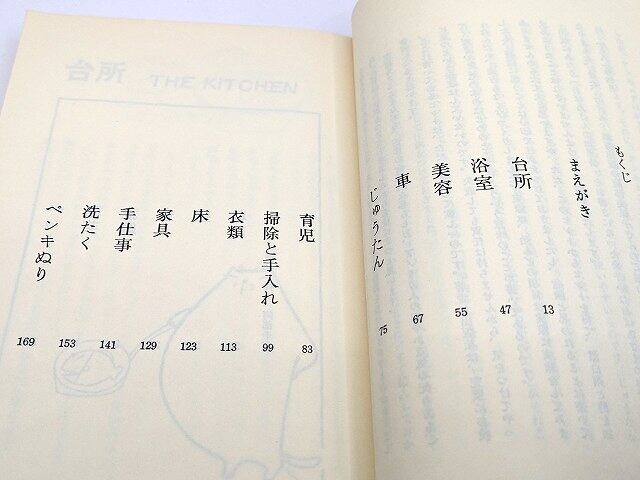 もくじ
まえがき
台所 13
浴室 47
美容 55
車 67
じゅうたん 75
育児 83
掃除と手入れ 99
衣類 113
床 123
家具 129
手仕事 141
洗たく 153
ペンキぬり 169
台所 THE KITCHEN